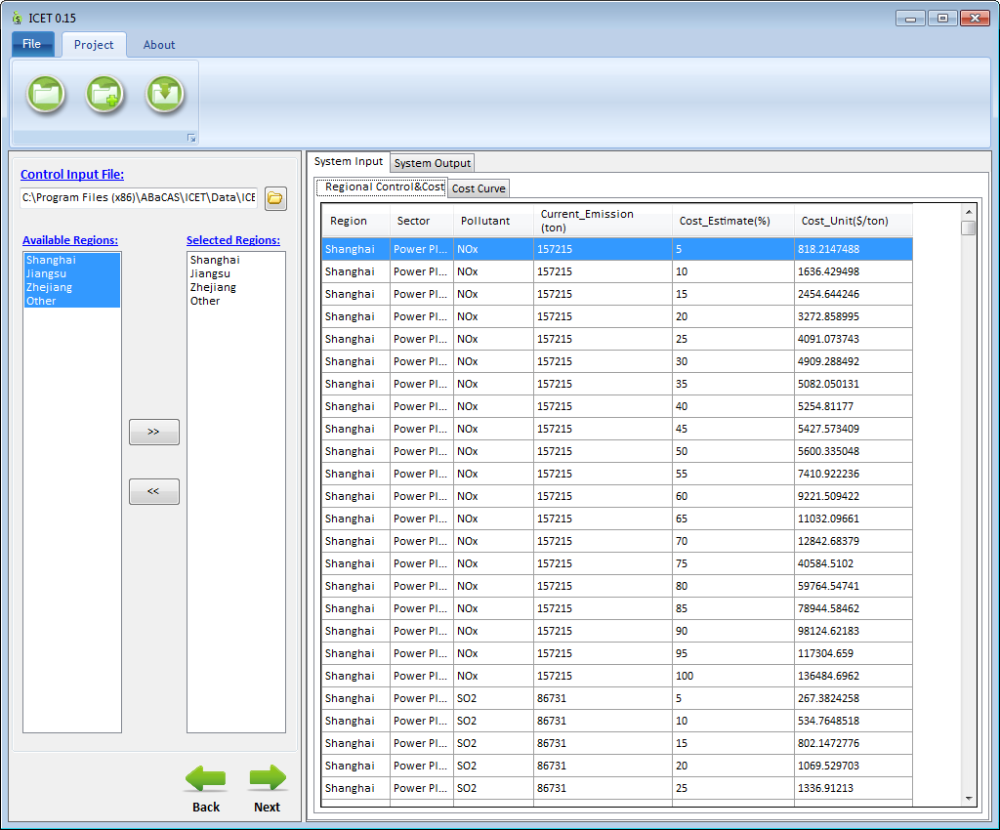 ICET 0.15
File Project About
Control Input File:
C:\Program Files (x86)\ABaCAS\ICET\Data\ICE
Available Regions: Selected Regions:
Shanghai Shanghai
Jiangsu Jiangsu
Zhejiang Zhejiang
Other Other
>>
<<
Back Next
System Input System Output
Regional Control&Cost Cost Curve
Region Sector Pollutant Current_Emission (ton) Cost_Estimate(%) Cost_Unit($/ton)
Shanghai Power Pl... NOx 157215 5 818.2147488
Shanghai Power Pl... NOx 157215 10 1636.429498
Shanghai Power Pl... NOx 157215 15 2454.644246
Shanghai Power Pl... NOx 157215 20 3272.858995
Shanghai Power Pl... NOx 157215 25 4091.073743
Shanghai Power Pl... NOx 157215 30 4909.288492
Shanghai Power Pl... NOx 157215 35 5082.050131
Shanghai Power Pl... NOx 157215 40 5254.81177
Shanghai Power Pl... NOx 157215 45 5427.573409
Shanghai Power Pl... NOx 157215 50 5600.335048
Shanghai Power Pl... NOx 157215 55 7410.922236
Shanghai Power Pl... NOx 157215 60 9221.509422
Shanghai Power Pl... NOx 157215 65 11032.09661
Shanghai Power Pl... NOx 157215 70 12842.68379
Shanghai Power Pl... NOx 157215 75 40584.5102
Shanghai Power Pl... NOx 157215 80 59764.54741
Shanghai Power Pl... NOx 157215 85 78944.58462
Shanghai Power Pl... NOx 157215 90 98124.62183
Shanghai Power Pl... NOx 157215 95 117304.659
Shanghai Power Pl... NOx 157215 100 136484.6962
Shanghai Power Pl... SO2 86731 5 267.3824258
Shanghai Power Pl... SO2 86731 10 534.7648518
Shanghai Power Pl... SO2 86731 15 802.1472776
Shanghai Power Pl... SO2 86731 20 1069.529703
Shanghai Power Pl... SO2 86731 25 1336.91213